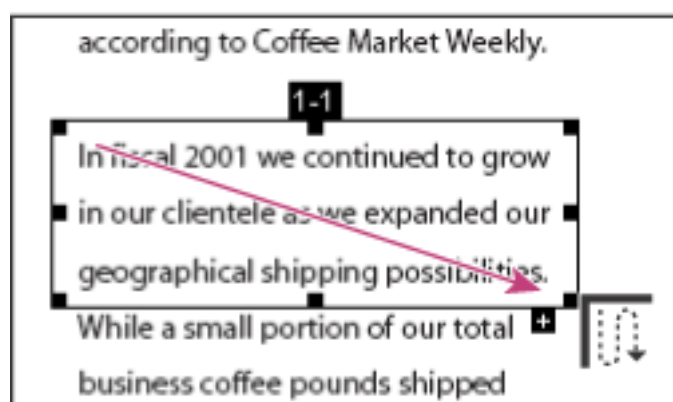 according to Coffee Market Weekly.
1-1
In fiscal 2001 we continued to grow
in our clientele as we expanded our
geographical shipping possibilities.
While a small portion of our total
business coffee pounds shipped